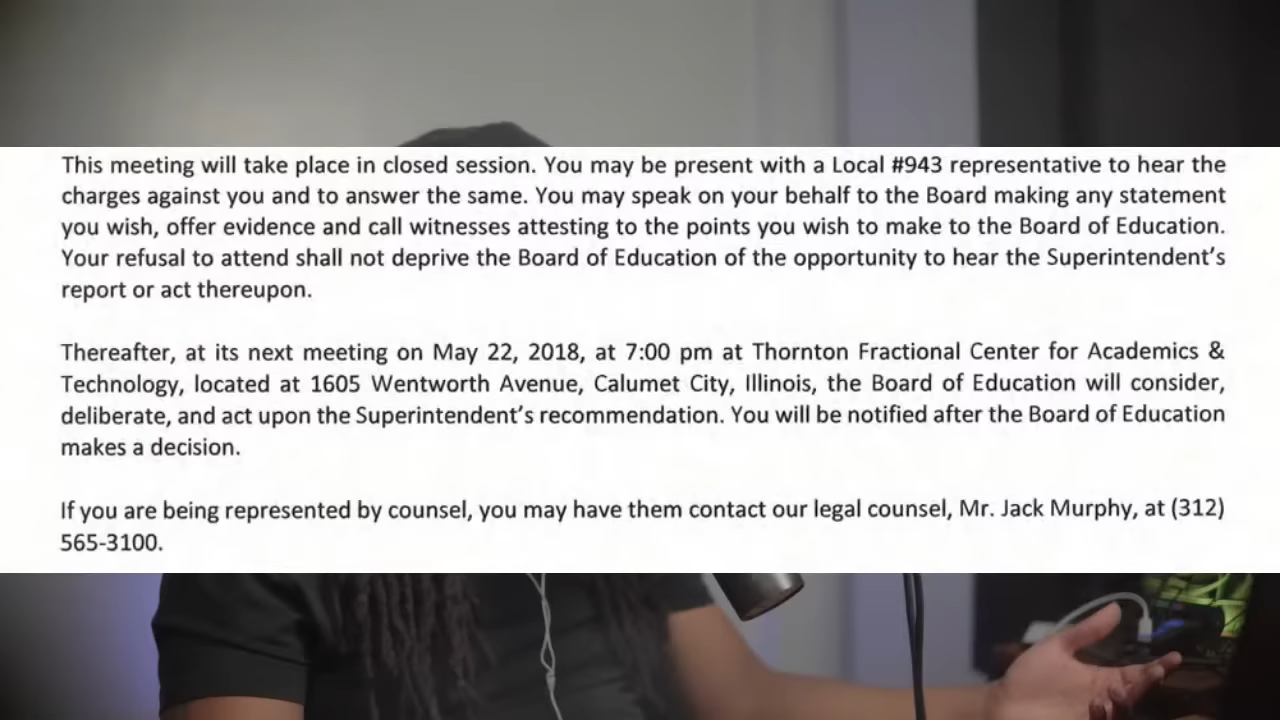 This meeting will take place in closed session. You may be present with a Local #943 representative to hear the
charges against you and to answer the same. You may speak on your behalf to the Board making any statement
you wish, offer evidence and call witnesses attesting to the points you wish to make to the Board of Education.
Your refusal to attend shall not deprive the Board of Education of the opportunity to hear the Superintendent's
report or act thereupon.
Thereafter, at its next meeting on May 22, 2018, at 7:00 pm at Thornton Fractional Center for Academics &
Technology, located at 1605 Wentworth Avenue, Calumet City, Illinois, the Board of Education will consider,
deliberate, and act upon the Superintendent's recommendation. You will be notified after the Board of Education
makes a decision.
If you are being represented by counsel, you may have them contact our legal counsel, Mr. Jack Murphy, at (312)
565-3100.